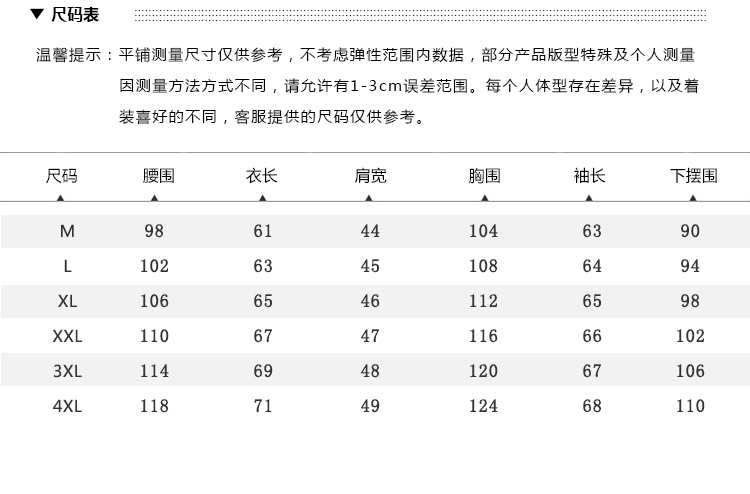 ▼ 尺码表
温馨提示：平铺测量尺寸仅供参考，不考虑弹性范围内数据，部分产品版型特殊及个人测量
因测量方法方式不同，请允许有1-3cm误差范围。每个人体型存在差异，以及着
装喜好的不同，客服提供的尺码仅供参考。
尺码 腰围 衣长 肩宽 胸围 袖长 下摆围
M 98 61 44 104 63 90
L 102 63 45 108 64 94
XL 106 65 46 112 65 98
XXL 110 67 47 116 66 102
3XL 114 69 48 120 67 106
4XL 118 71 49 124 68 110